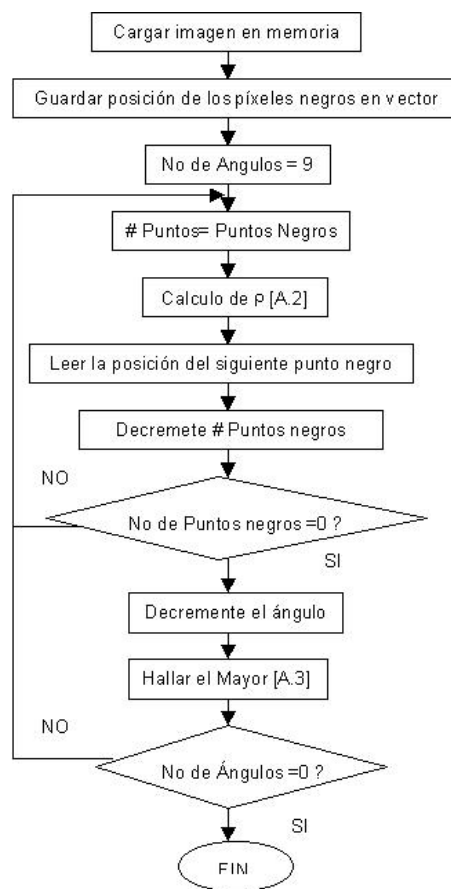 Cargar imagen en memoria
Guardar posición de los píxeles negros en vector
No de Angulos = 9
# Puntos= Puntos Negros
Calculo de ρ [A.2]
Leer la posición del siguiente punto negro
Decremete # Puntos negros
NO
No de Puntos negros =0 ?
SI
Decremente el ángulo
Hallar el Mayor [A.3]
NO
No de Ángulos =0 ?
SI
FIN